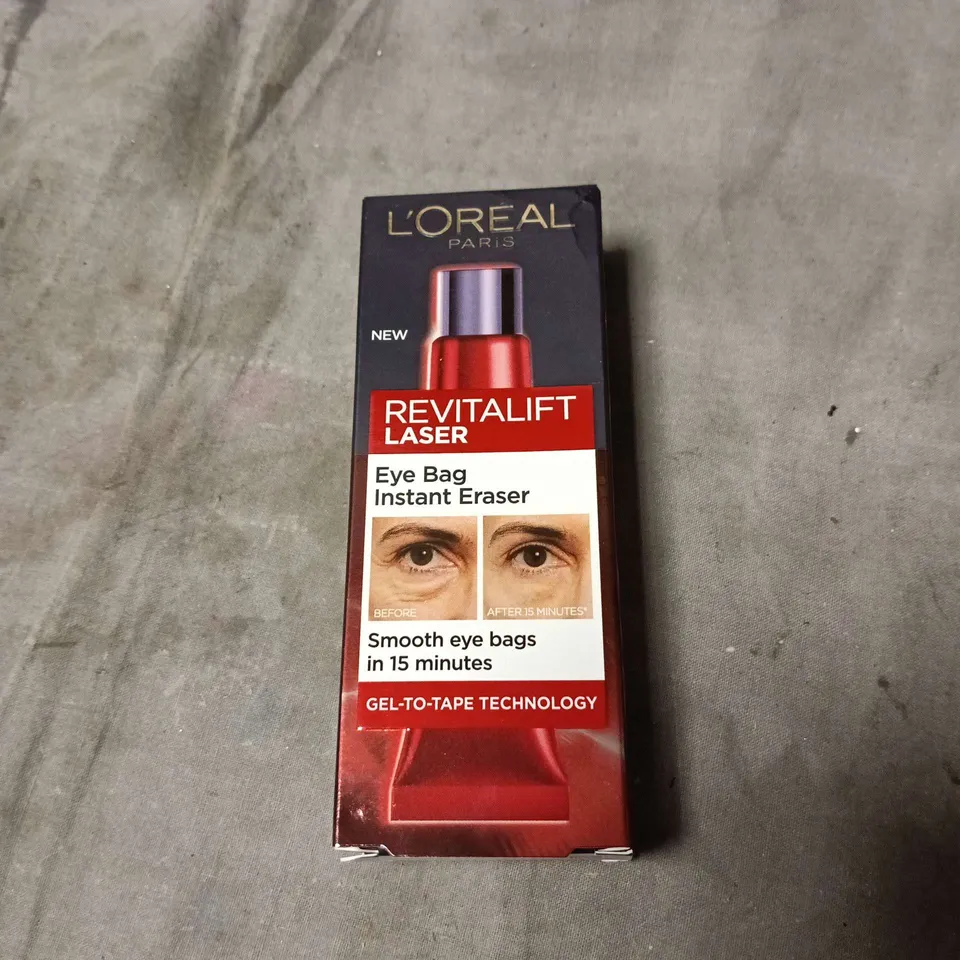 L'ORÉAL
PARIS
NEW
REVITALIFT
LASER
Eye Bag
Instant Eraser
BEFORE
AFTER 15 MINUTES*
Smooth eye bags
in 15 minutes
GEL-TO-TAPE TECHNOLOGY